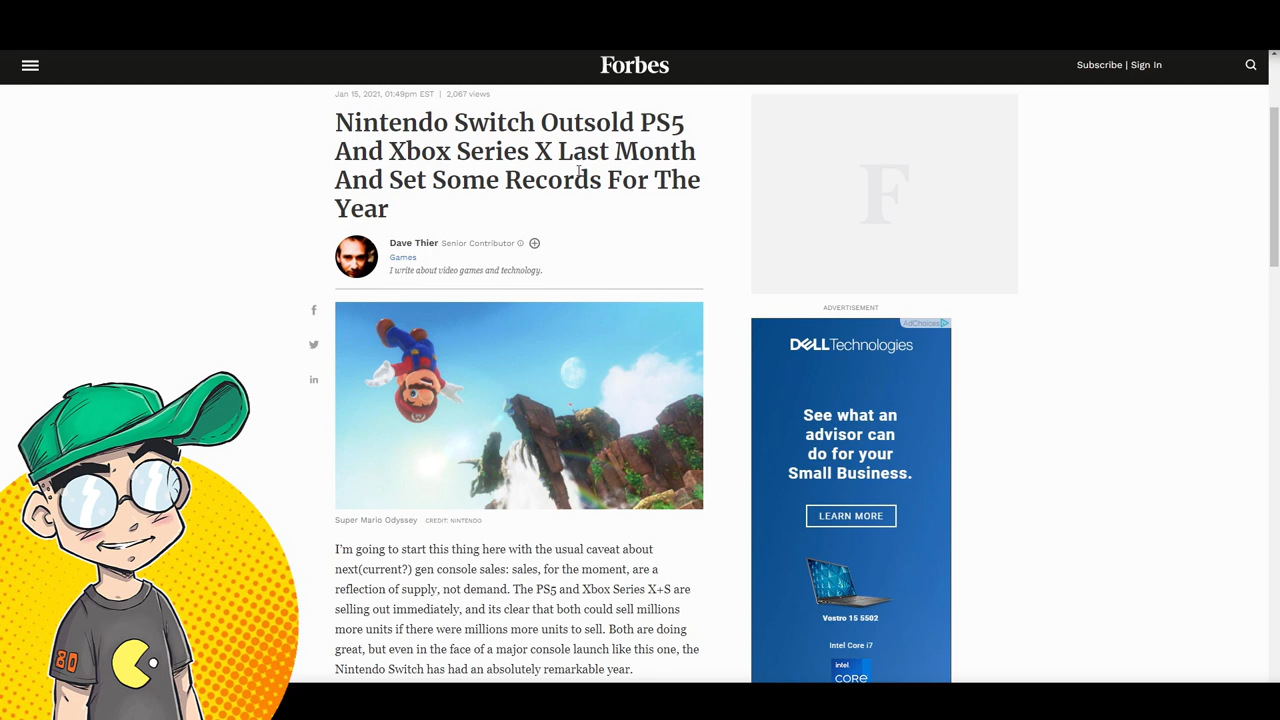 Forbes
Subscribe | Sign In
Jan 15, 2021, 01:49pm EST | 2,067 views
Nintendo Switch Outsold PS5
And Xbox Series X Last Month
And Set Some Records For The
Year
Dave Thier Senior Contributor
Games
I write about video games and technology.
Super Mario Odyssey CREDIT: NINTENDO
I'm going to start this thing here with the usual caveat about
next(current?) gen console sales: sales, for the moment, are a
reflection of supply, not demand. The PS5 and Xbox Series X+S are
selling out immediately, and its clear that both could sell millions
more units if there were millions more units to sell. Both are doing
great, but even in the face of a major console launch like this one, the
Nintendo Switch has had an absolutely remarkable year.
F
ADVERTISEMENT
AdChoices
DELL Technologies
See what an
advisor can
do for your
Small Business.
LEARN MORE
Vostro 15 5502
Intel Core i7
intel
CORE
80